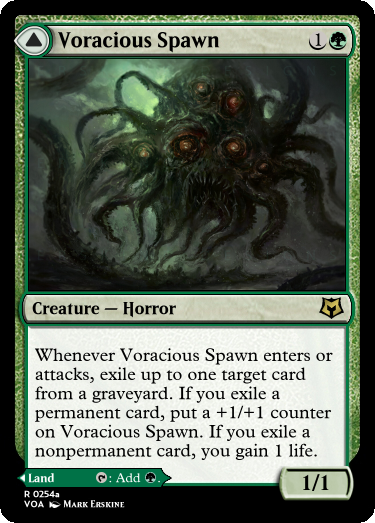 Voracious Spawn 1
Creature — Horror
Whenever Voracious Spawn enters or
attacks, exile up to one target card
from a graveyard. If you exile a
permanent card, put a +1/+1 counter
on Voracious Spawn. If you exile a
nonpermanent card, you gain 1 life.
Land : Add .
1/1
R 0254a
VOA Mark Erskine